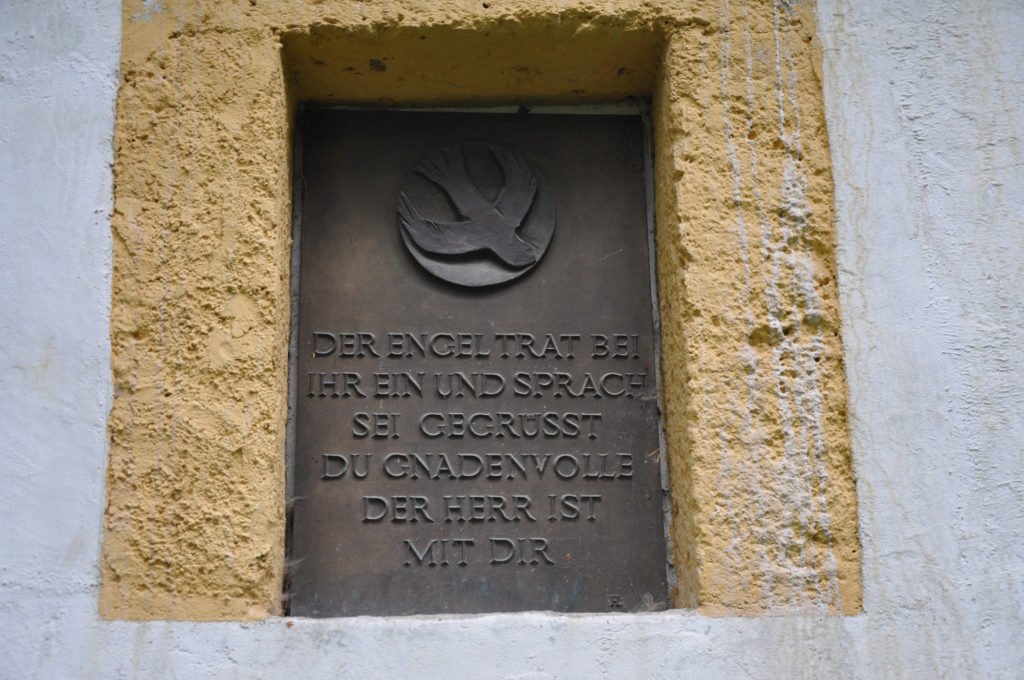 DER ENGEL TRAT BEI
IHR EIN UND SPRACH
SEI GEGRÜSST
DU GNADENVOLLE
DER HERR IST
MIT DIR